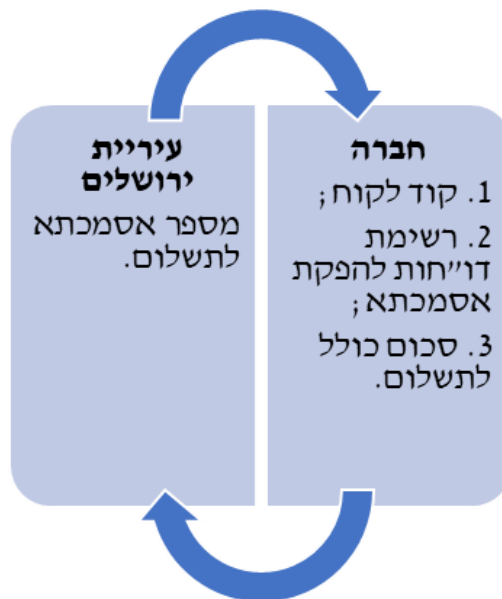 חברה
1. קוד לקוח;
2. רשימת
דו״חות להפקת
אסמכתא;
3. סכום כולל
לתשלום.
עיריית
ירושלים
מספר אסמכתא
לתשלום.